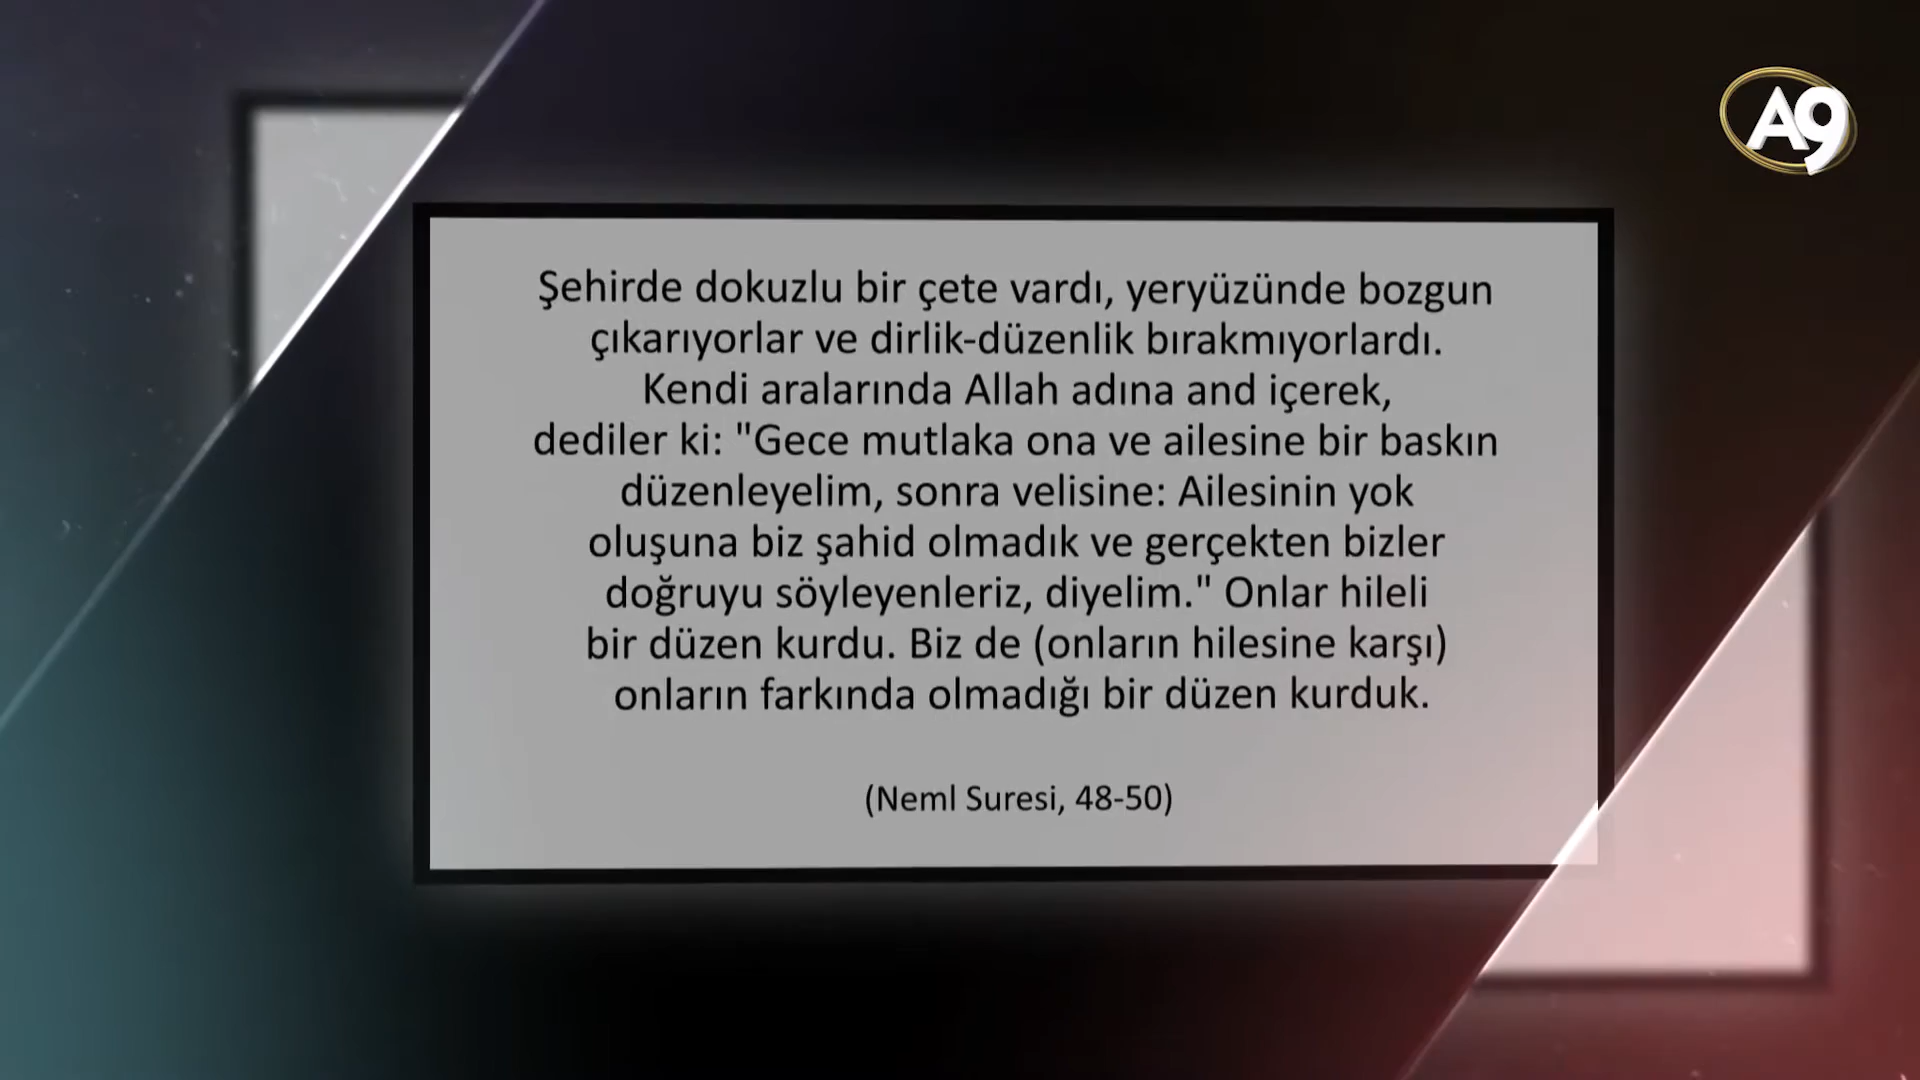 A9
Şehirde dokuzlu bir çete vardı, yeryüzünde bozgun
çıkarıyorlar ve dirlik-düzenlik bırakmıyorlardı.
Kendi aralarında Allah adına and içerek,
dediler ki: "Gece mutlaka ona ve ailesine bir baskın
düzenleyelim, sonra velisine: Ailesinin yok
oluşuna biz şahid olmadık ve gerçekten bizler
doğruyu söyleyenleriz, diyelim." Onlar hileli
bir düzen kurdu. Biz de (onların hilesine karşı)
onların farkında olmadığı bir düzen kurduk.
(Neml Suresi, 48-50)